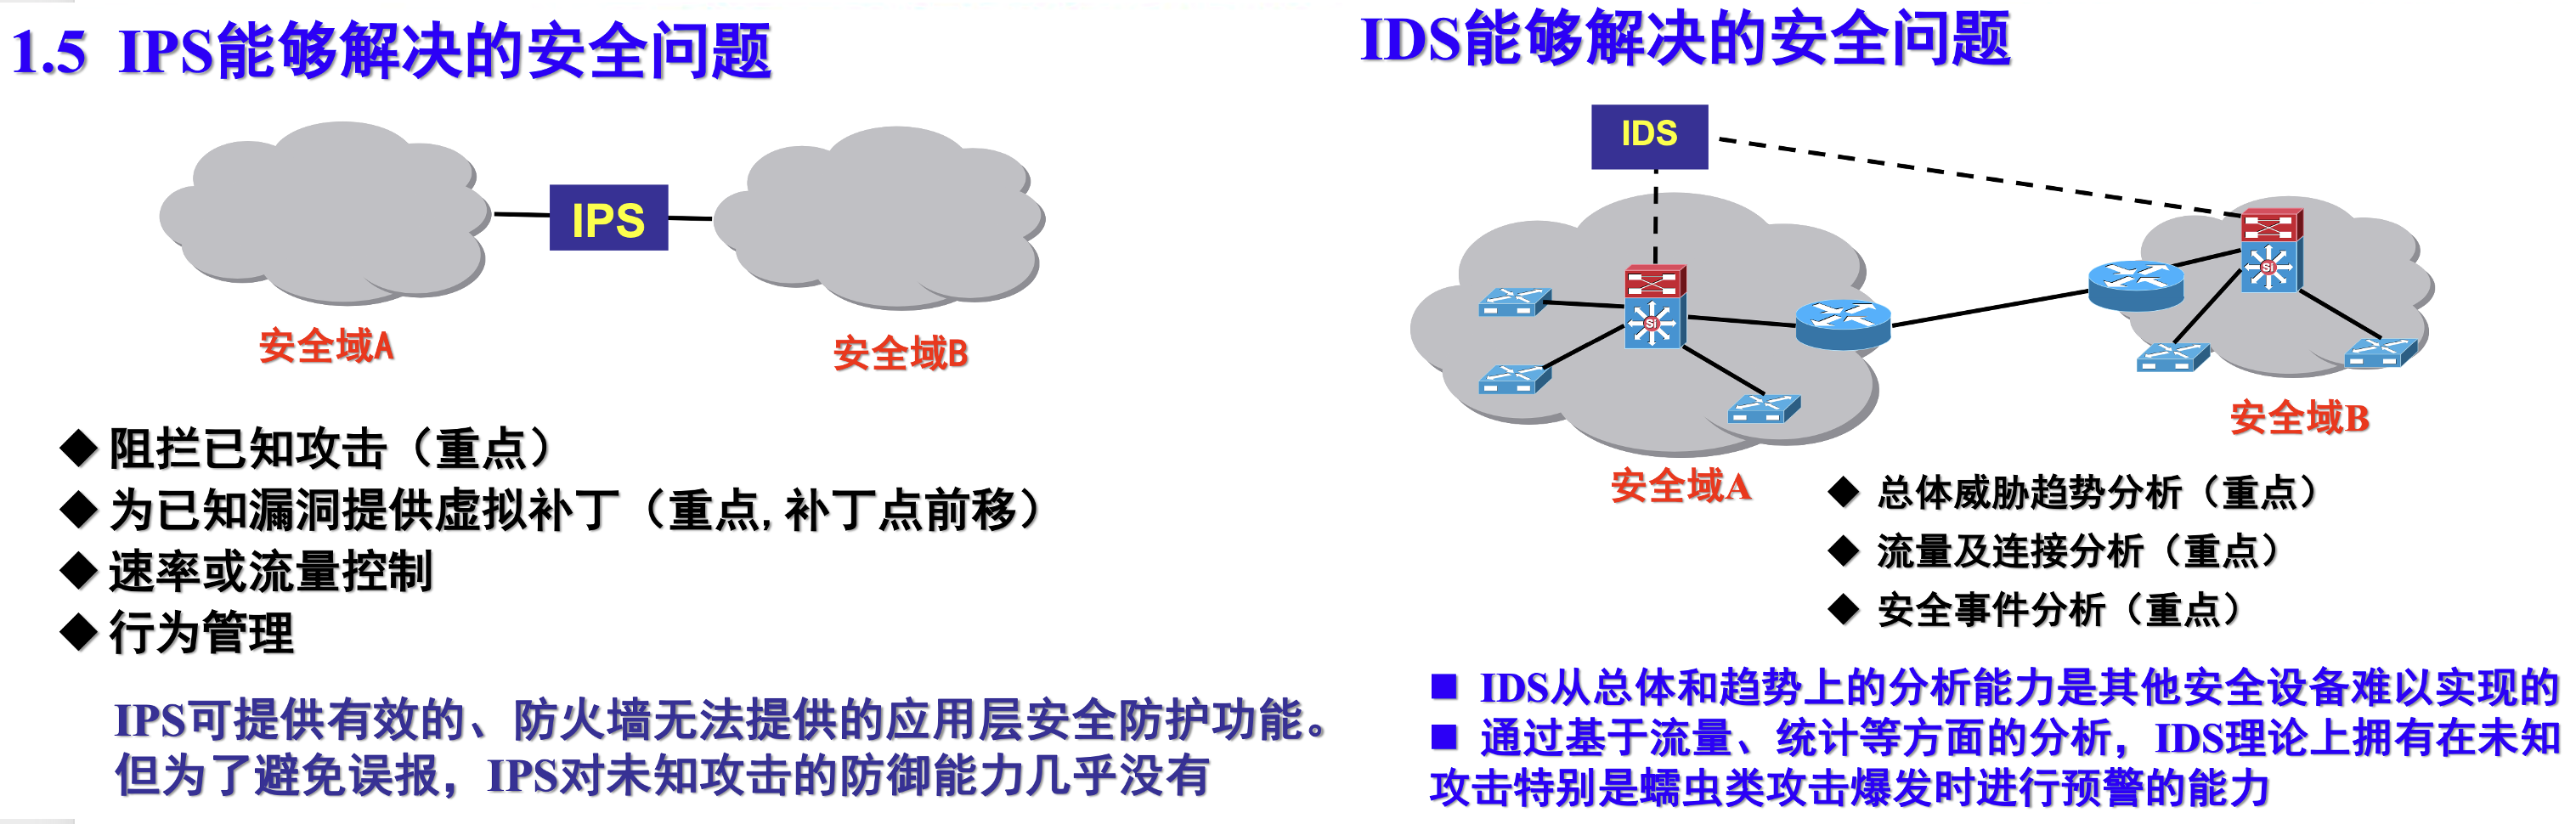 1.5 IPS能够解决的安全问题
IPS
安全域A
安全域B
◆阻拦已知攻击（重点）
◆为已知漏洞提供虚拟补丁（重点,补丁点前移）
◆速率或流量控制
◆行为管理
IPS可提供有效的、防火墙无法提供的应用层安全防护功能。
但为了避免误报，IPS对未知攻击的防御能力几乎没有
IDS能够解决的安全问题
IDS
Si
Si
安全域B
安全域A
◆ 总体威胁趋势分析（重点）
◆ 流量及连接分析（重点）
◆ 安全事件分析（重点）
■ IDS从总体和趋势上的分析能力是其他安全设备难以实现的
■ 通过基于流量、统计等方面的分析，IDS理论上拥有在未知
攻击特别是蠕虫类攻击爆发时进行预警的能力